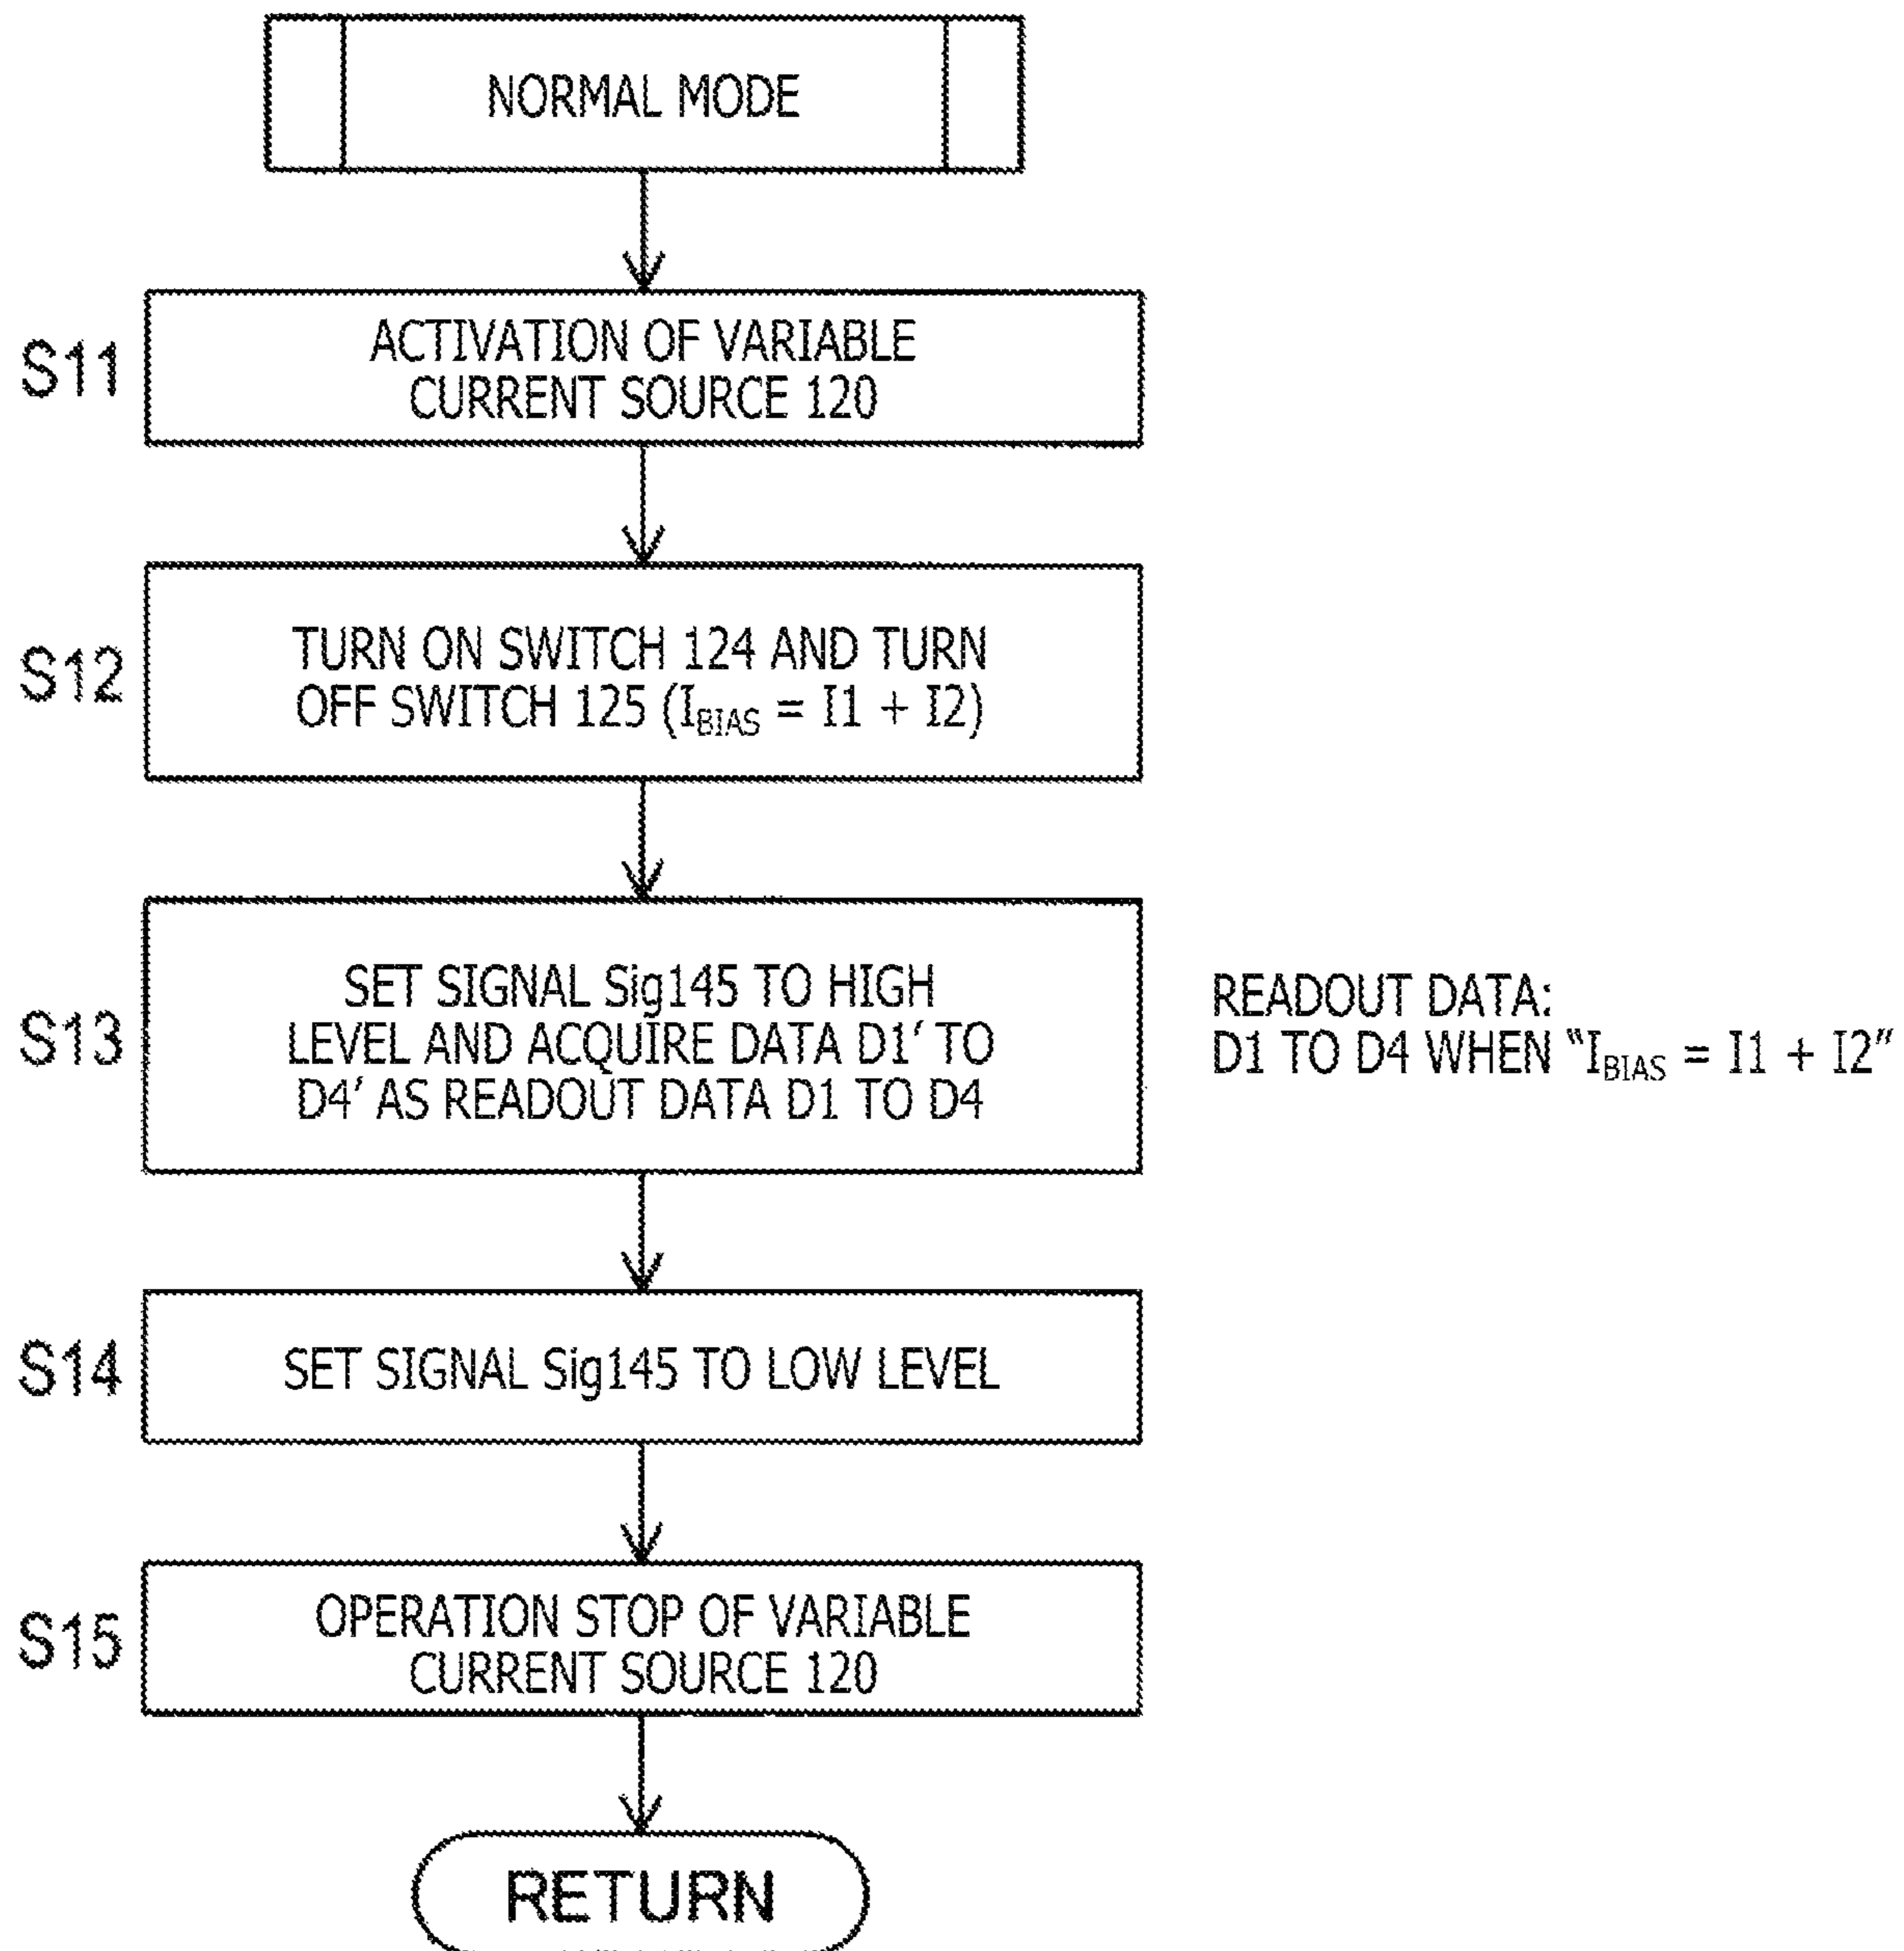 NORMAL MODE
S11
ACTIVATION OF VARIABLE
CURRENT SOURCE 120
S12
TURN ON SWITCH 124 AND TURN
OFF SWITCH 125 (I_BIAS = I1 + I2)
S13
SET SIGNAL Sig145 TO HIGH
LEVEL AND ACQUIRE DATA D1′ TO
D4′ AS READOUT DATA D1 TO D4
READOUT DATA:
D1 TO D4 WHEN “I_BIAS = I1 + I2”
S14
SET SIGNAL Sig145 TO LOW LEVEL
S15
OPERATION STOP OF VARIABLE
CURRENT SOURCE 120
RETURN